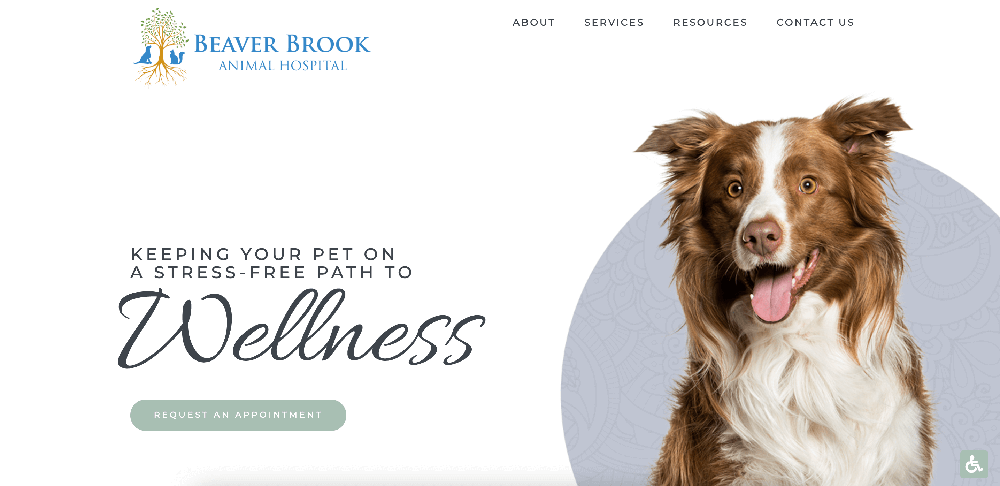 BEAVER BROOK
ANIMAL HOSPITAL
ABOUT
SERVICES
RESOURCES
CONTACT US
KEEPING YOUR PET ON
A STRESS-FREE PATH TO
Wellness
REQUEST AN APPOINTMENT